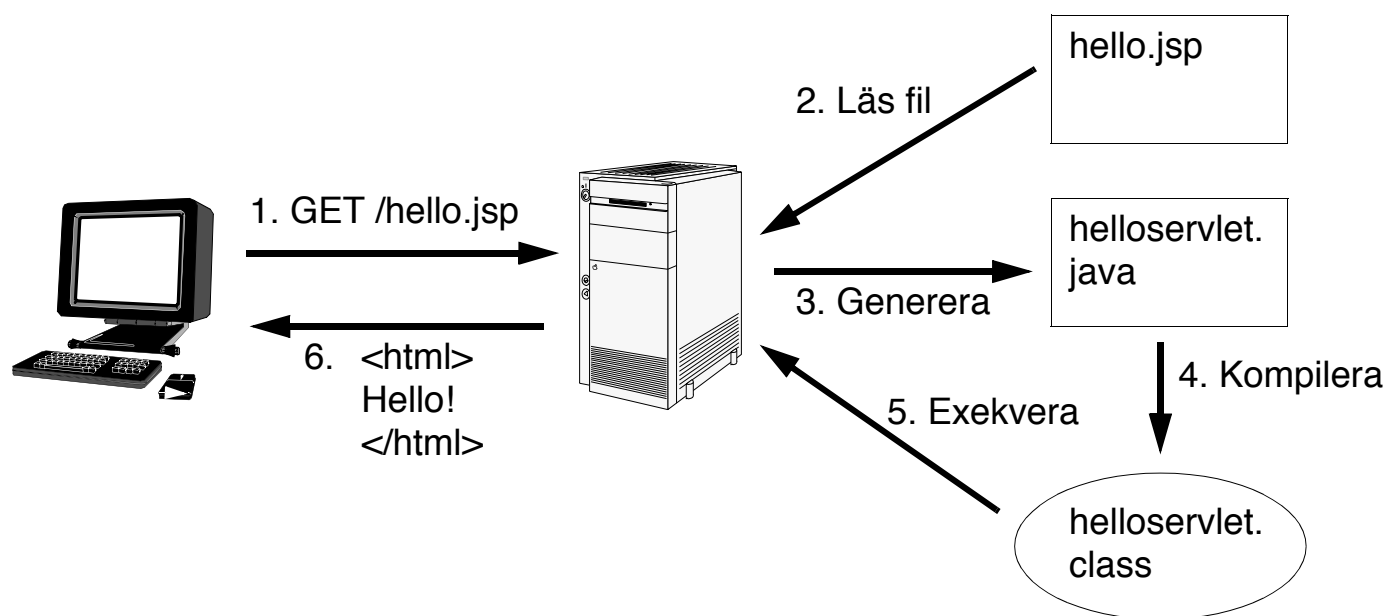 hello.jsp
2. Läs fil
1. GET /hello.jsp
helloservlet.
java
3. Generera
6. <html>
Hello!
</html>
4. Kompilera
5. Exekvera
helloservlet.
class